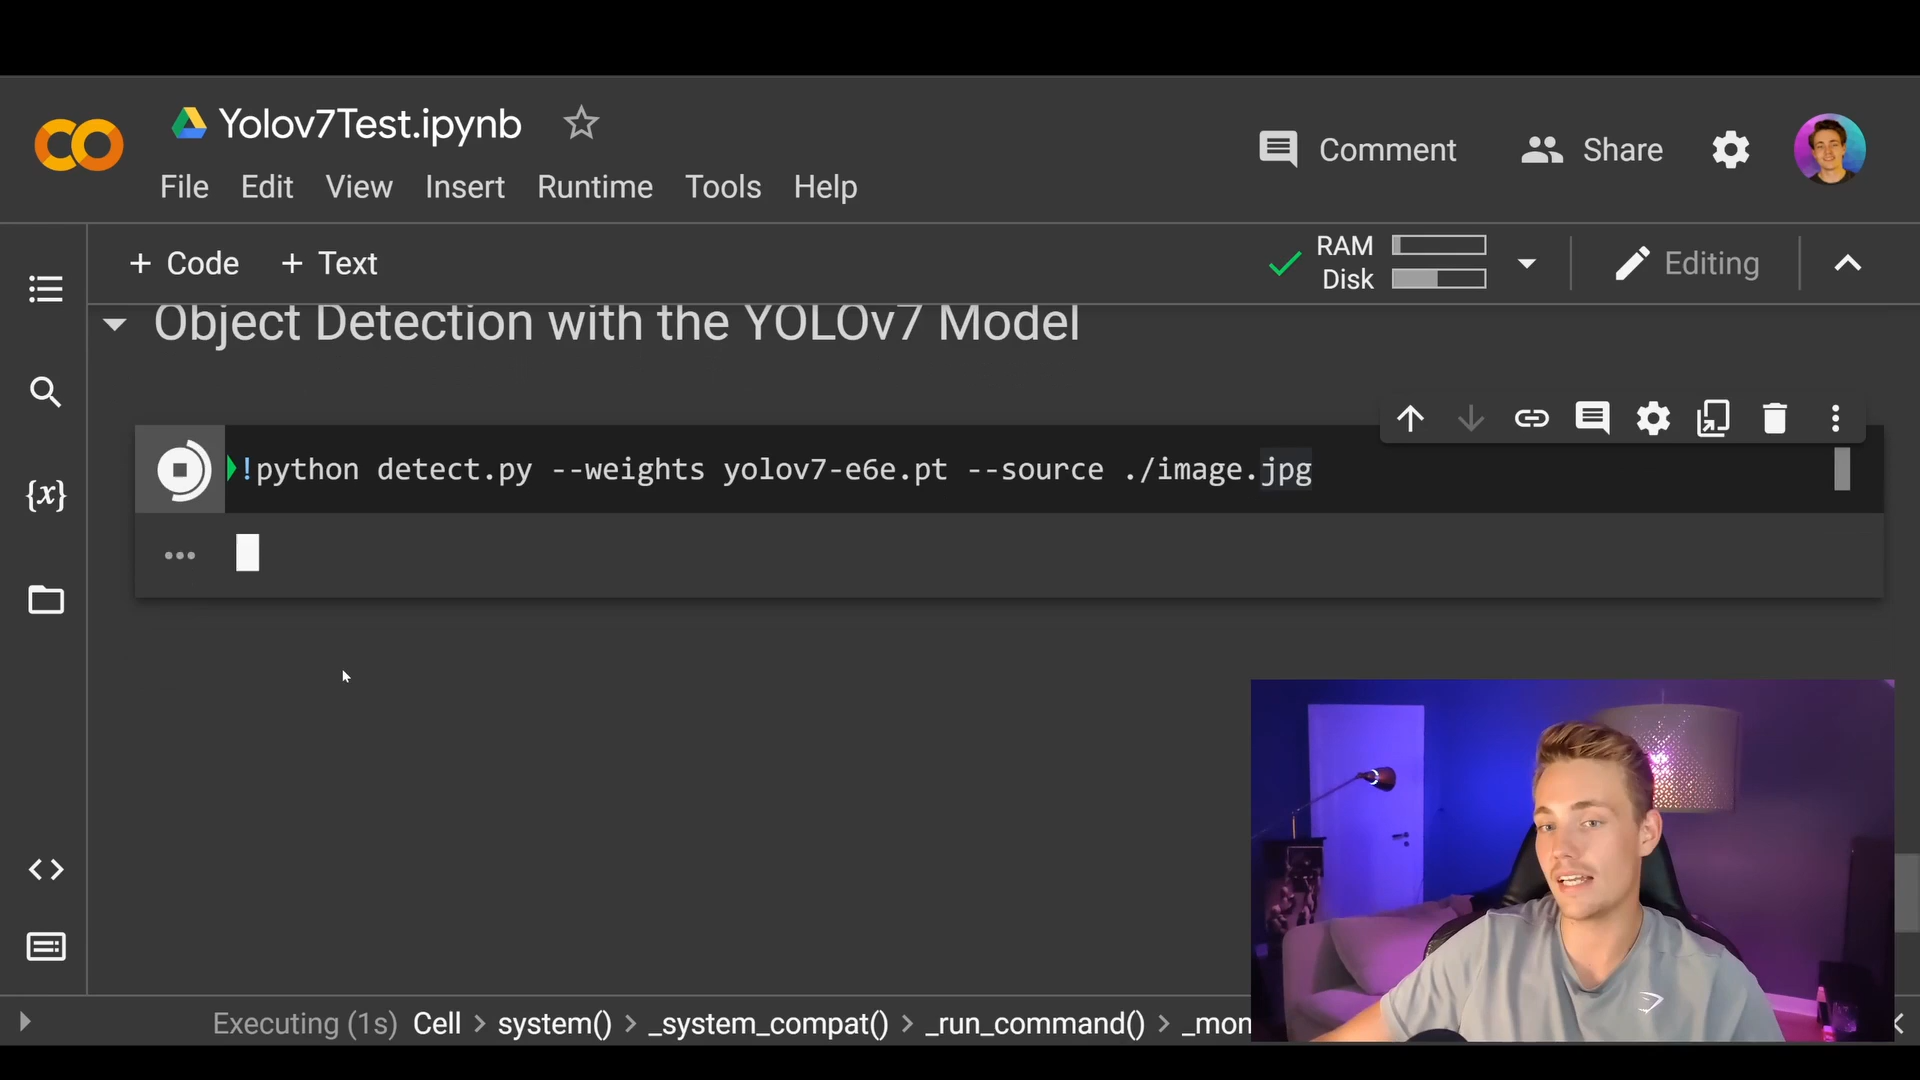 Yolov7Test.ipynb
Comment
Share
File Edit View Insert Runtime Tools Help
+ Code + Text
RAM
Disk
Editing
Object Detection with the YOLOv7 Model
!python detect.py --weights yolov7-e6e.pt --source ./image.jpg
{x}
Executing (1s) Cell > system() > _system_compat() > _run_command() > _mon